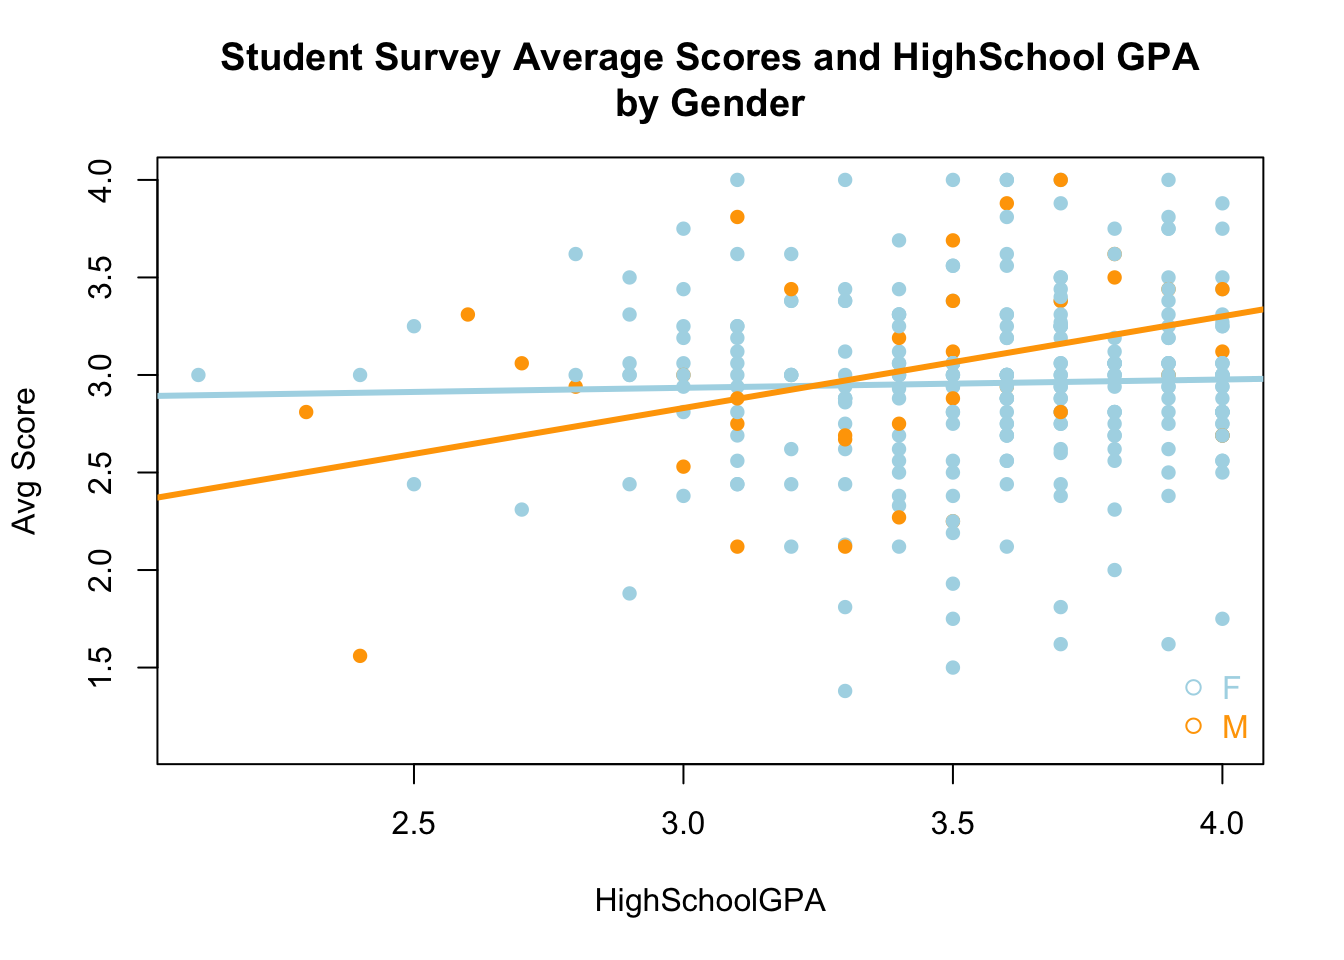 Student Survey Average Scores and HighSchool GPA
by Gender
4.0
3.5
3.0
2.5
2.0
1.5
Avg Score
F
M
2.5 3.0 3.5 4.0
HighSchoolGPA